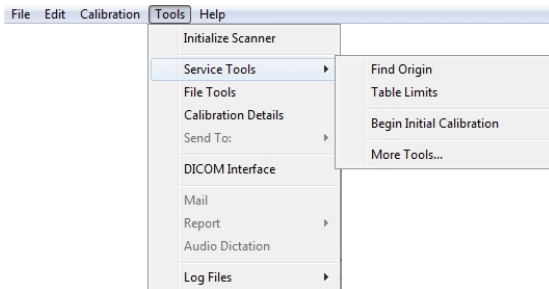 File Edit Calibration Tools Help
Initialize Scanner
Service Tools
File Tools
Calibration Details
Send To:
DICOM Interface
Mail
Report
Audio Dictation
Log Files
Find Origin
Table Limits
Begin Initial Calibration
More Tools...